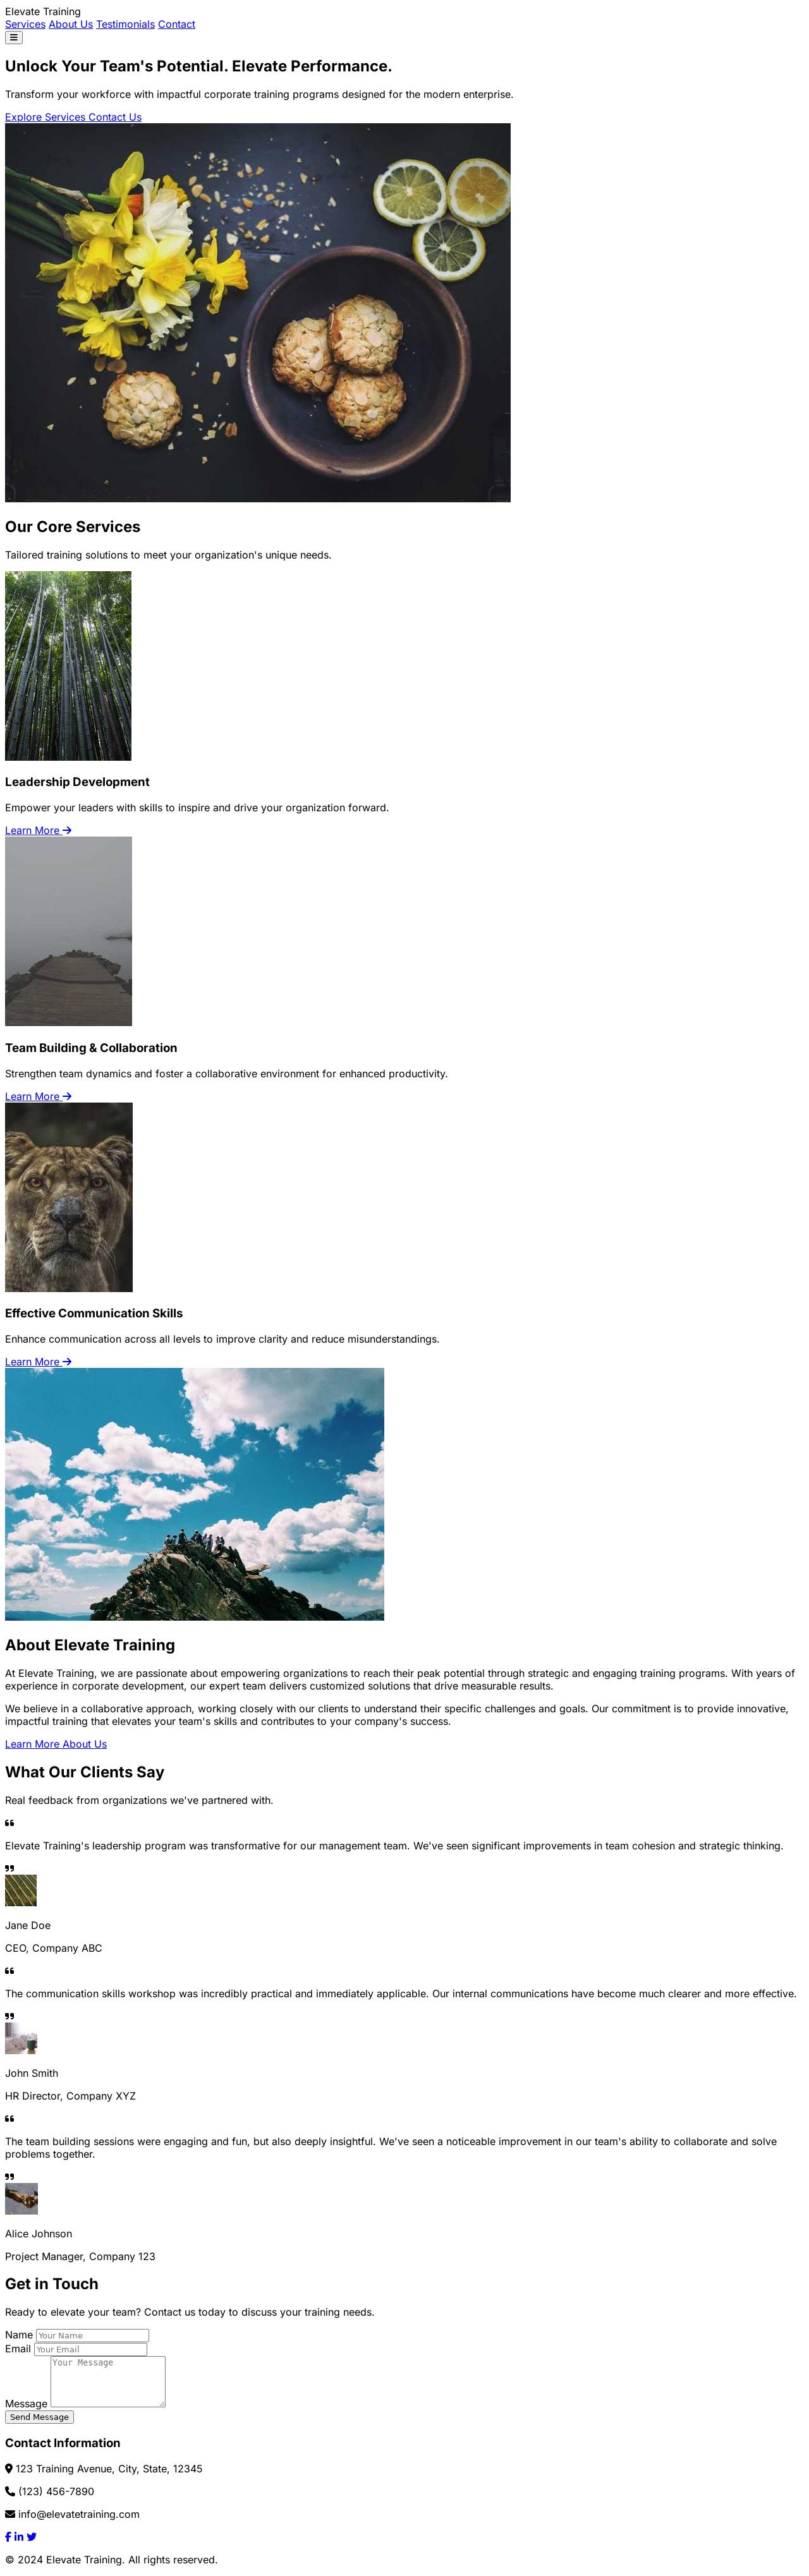 Elevate Training
Services About Us Testimonials Contact
Unlock Your Team's Potential. Elevate Performance.
Transform your workforce with impactful corporate training programs designed for the modern enterprise.
Explore Services Contact Us
Our Core Services
Tailored training solutions to meet your organization's unique needs.
Leadership Development
Empower your leaders with skills to inspire and drive your organization forward.
Learn More
Team Building & Collaboration
Strengthen team dynamics and foster a collaborative environment for enhanced productivity.
Learn More
Effective Communication Skills
Enhance communication across all levels to improve clarity and reduce misunderstandings.
Learn More
About Elevate Training
At Elevate Training, we are passionate about empowering organizations to reach their peak potential through strategic and engaging training programs. With years of
experience in corporate development, our expert team delivers customized solutions that drive measurable results.
We believe in a collaborative approach, working closely with our clients to understand their specific challenges and goals. Our commitment is to provide innovative,
impactful training that elevates your team's skills and contributes to your company's success.
Learn More About Us
What Our Clients Say
Real feedback from organizations we've partnered with.
Elevate Training's leadership program was transformative for our management team. We've seen significant improvements in team cohesion and strategic thinking.
Jane Doe
CEO, Company ABC
The communication skills workshop was incredibly practical and immediately applicable. Our internal communications have become much clearer and more effective.
John Smith
HR Director, Company XYZ
The team building sessions were engaging and fun, but also deeply insightful. We've seen a noticeable improvement in our team's ability to collaborate and solve
problems together.
Alice Johnson
Project Manager, Company 123
Get in Touch
Ready to elevate your team? Contact us today to discuss your training needs.
Name Your Name
Email Your Email
Message Your Message
Send Message
Contact Information
123 Training Avenue, City, State, 12345
(123) 456-7890
info@elevatetraining.com
© 2024 Elevate Training. All rights reserved.